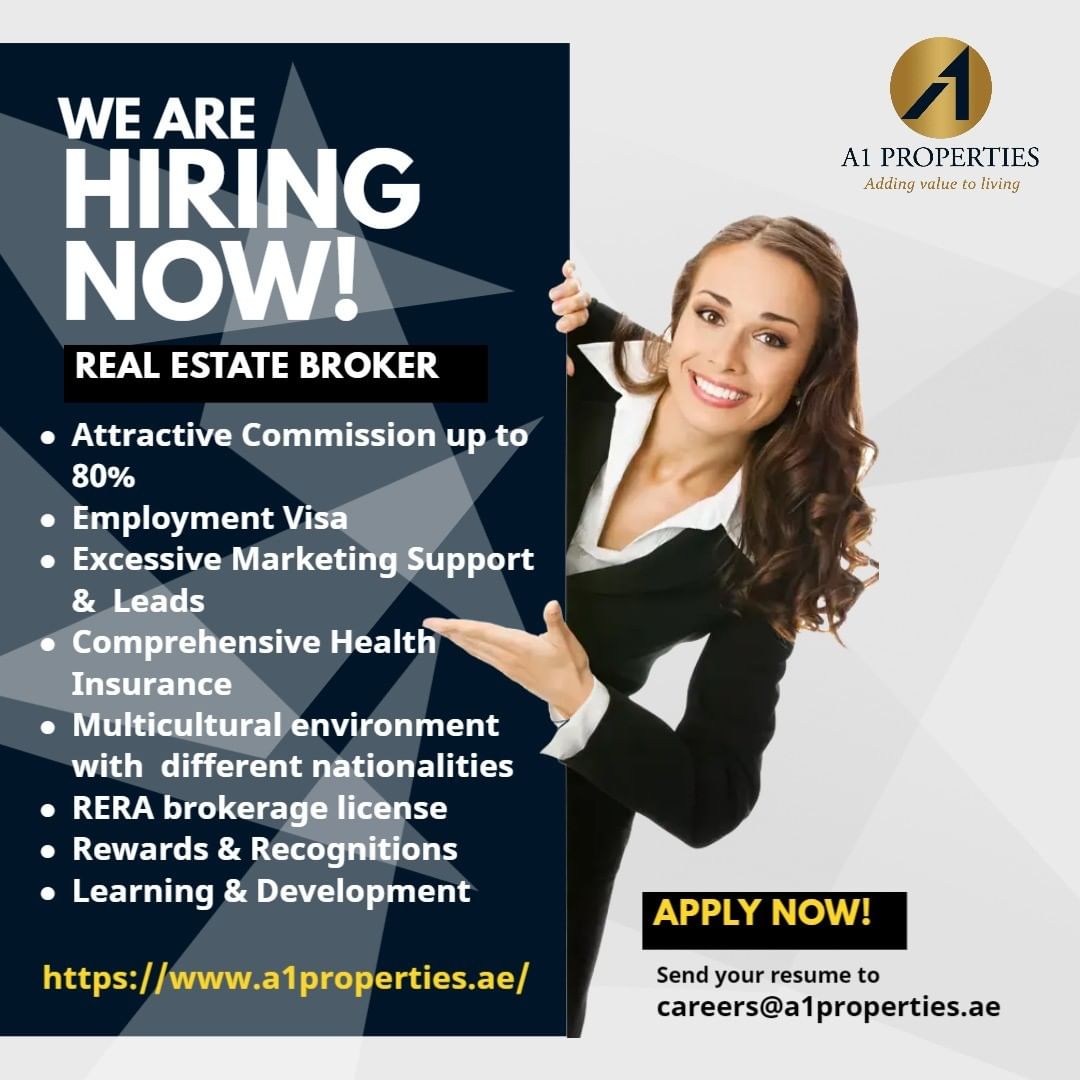 WE ARE
HIRING
NOW!
REAL ESTATE BROKER
• Attractive Commission up to
80%
• Employment Visa
• Excessive Marketing Support
& Leads
• Comprehensive Health
Insurance
• Multicultural environment
with different nationalities
• RERA brokerage license
• Rewards & Recognitions
• Learning & Development
https://www.a1properties.ae/
A1 PROPERTIES
Adding value to living
APPLY NOW!
Send your resume to
careers@a1properties.ae